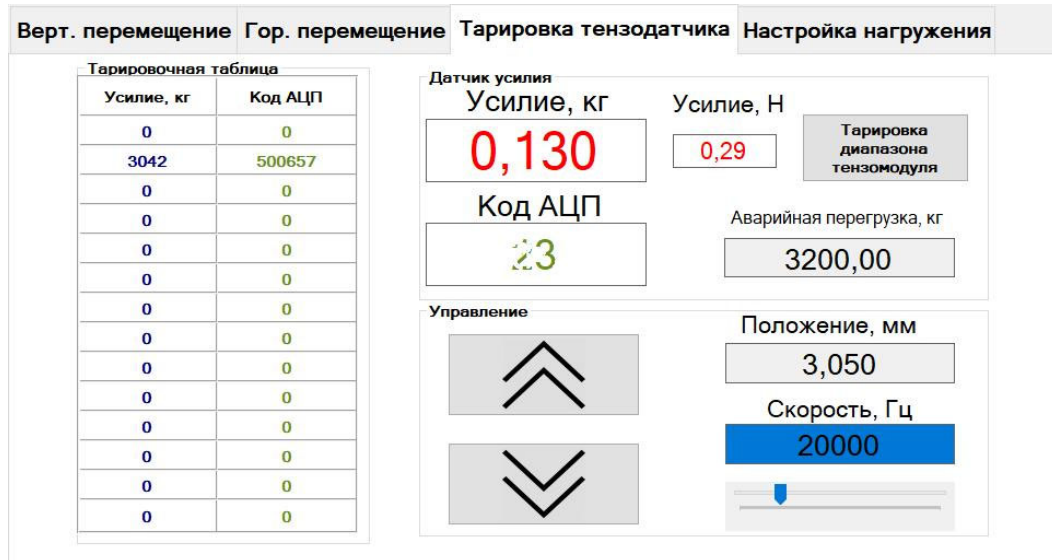 Верт. перемещение Гор. перемещение Тарировка тензодатчика Настройка нагружения
Тарировочная таблица
Усилие, кг Код АЦП
0 0
3042 500657
0 0
0 0
0 0
0 0
0 0
0 0
0 0
0 0
0 0
0 0
0 0
0 0
Датчик усилия
Усилие, кг
0,130
Усилие, Н
0,29
Тарировка
диапазона
тензомодуля
Код АЦП
Аварийная перегрузка, кг
3200,00
Управление
Положение, мм
3,050
Скорость, Гц
20000